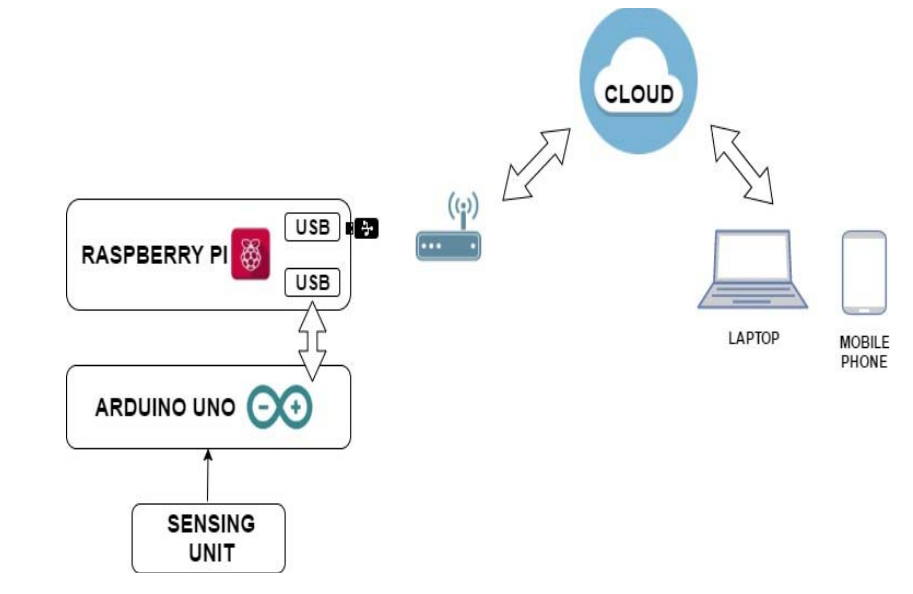 CLOUD
USB
RASPBERRY PI
USB
LAPTOP
MOBILE
PHONE
ARDUINO UNO
SENSING
UNIT